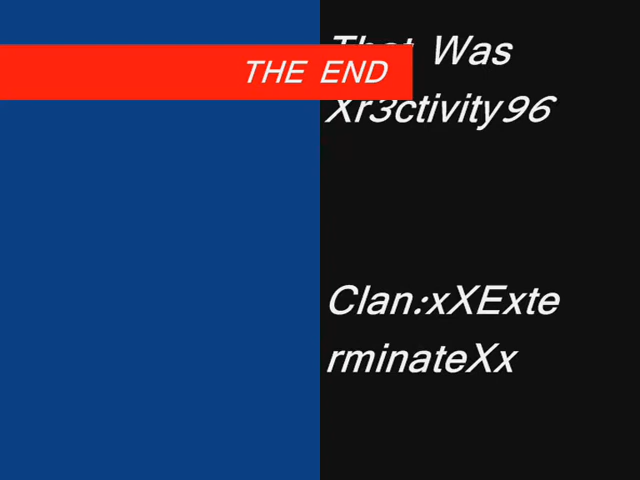 That Was
THE END
Xr3ctivity96
Clan:xXExte
rminateXx